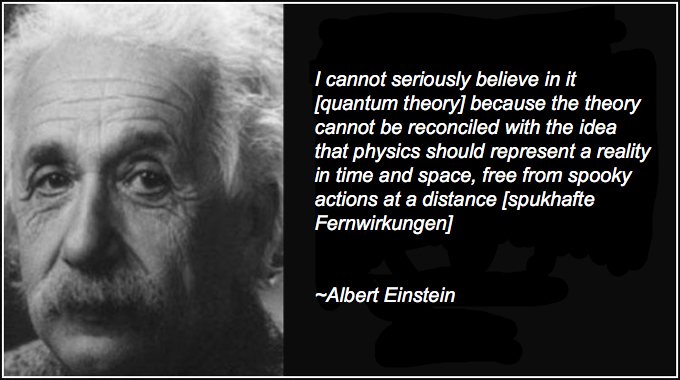 I cannot seriously believe in it
[quantum theory] because the theory
cannot be reconciled with the idea
that physics should represent a reality
in time and space, free from spooky
actions at a distance [spukhafte
Fernwirkungen]
~Albert Einstein